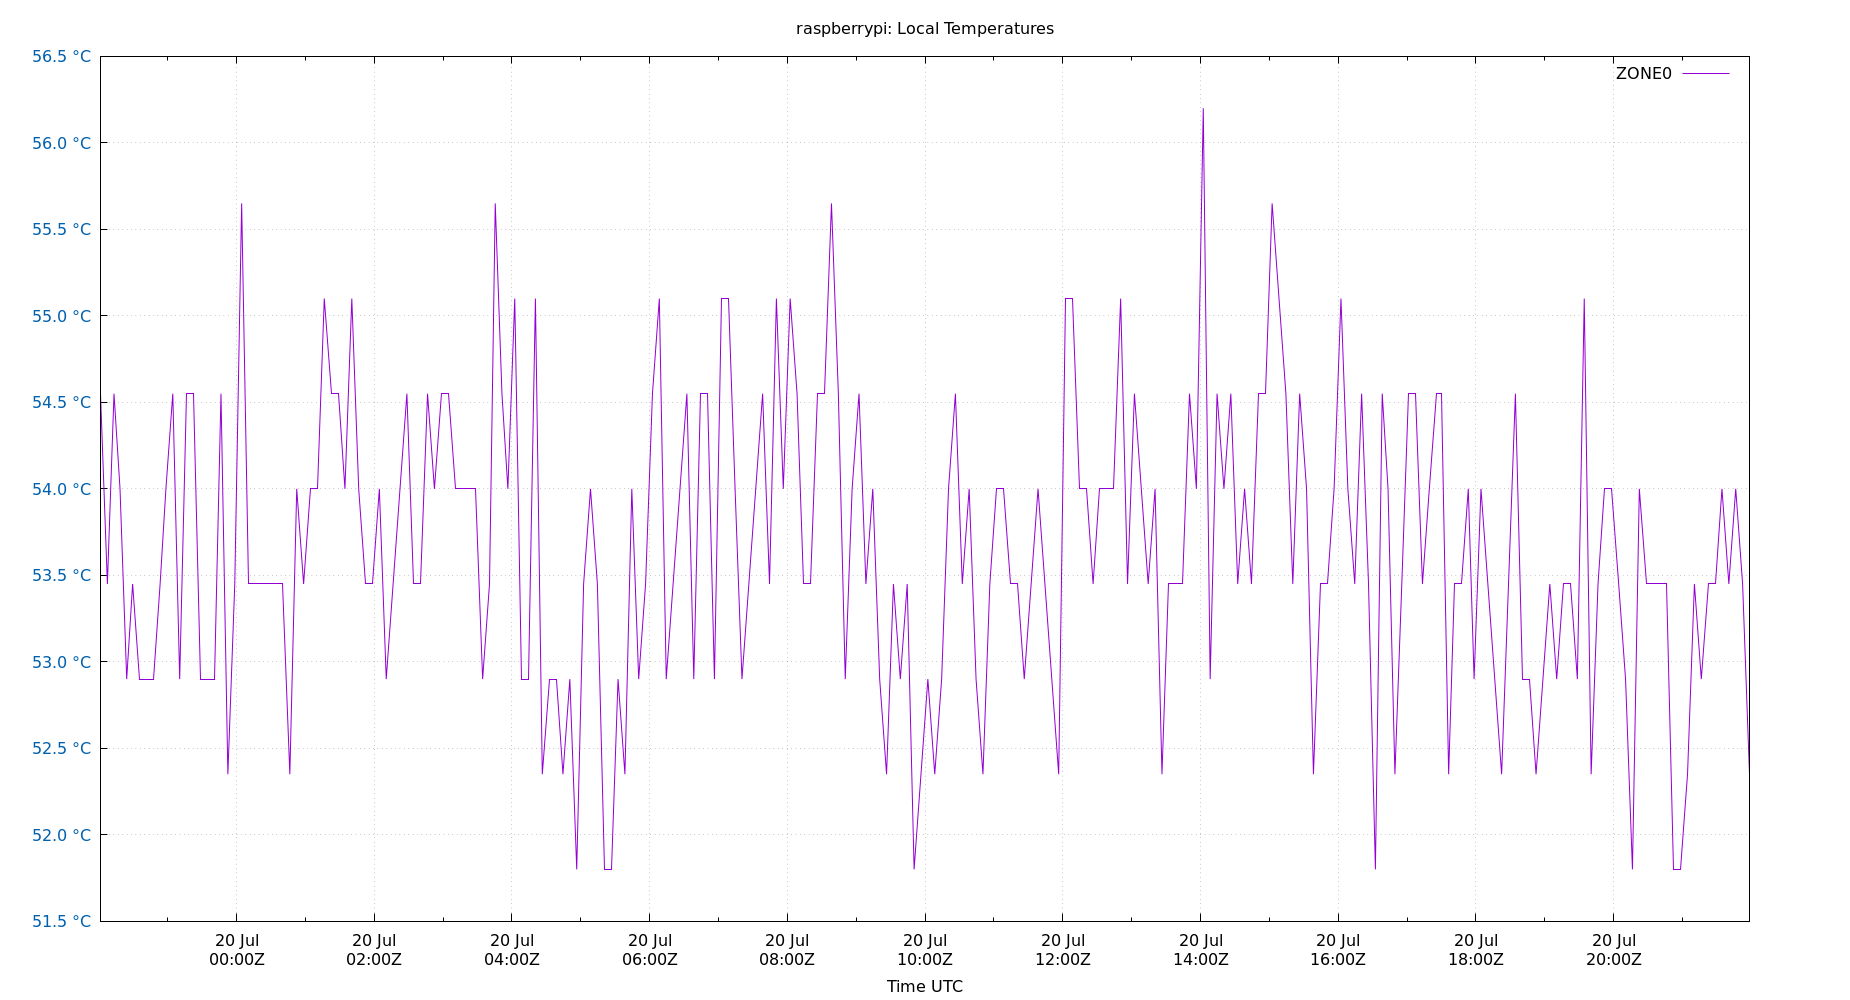 raspberrypi: Local Temperatures
ZONE0
56.5 °C
56.0 °C
55.5 °C
55.0 °C
54.5 °C
54.0 °C
53.5 °C
53.0 °C
52.5 °C
52.0 °C
51.5 °C
20 Jul 20 Jul 20 Jul 20 Jul 20 Jul 20 Jul 20 Jul 20 Jul 20 Jul 20 Jul 20 Jul
00:00Z 02:00Z 04:00Z 06:00Z 08:00Z 10:00Z 12:00Z 14:00Z 16:00Z 18:00Z 20:00Z
Time UTC